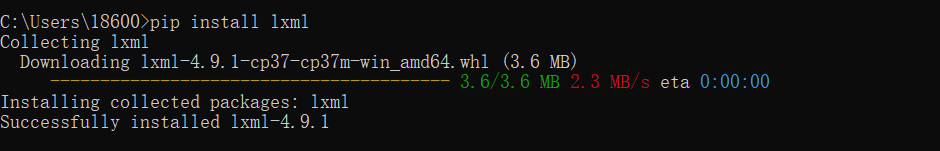 C:\Users\18600>pip install lxml
Collecting lxml
  Downloading lxml-4.9.1-cp37-cp37m-win_amd64.whl (3.6 MB)
     ---------------------------------------- 3.6/3.6 MB 2.3 MB/s eta 0:00:00
Installing collected packages: lxml
Successfully installed lxml-4.9.1